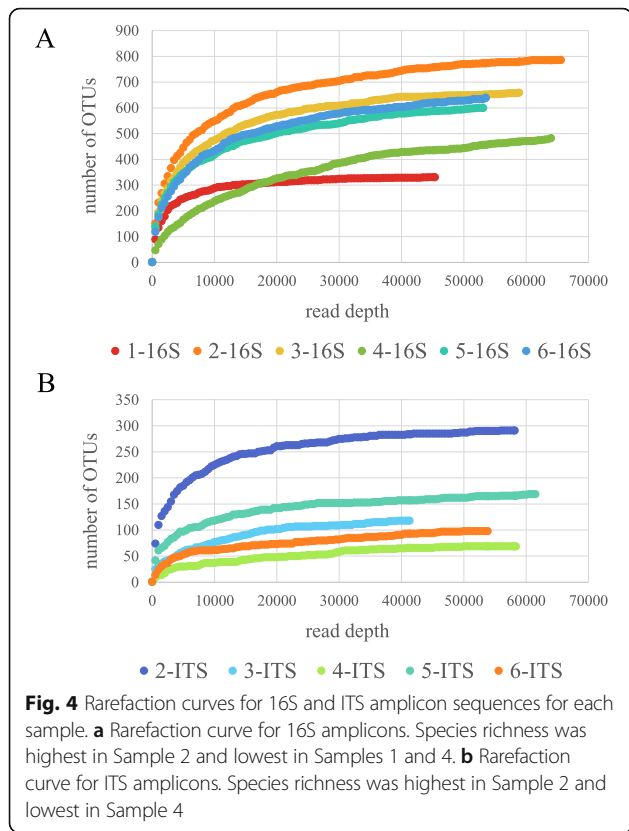 A
900
800
700
600
500
400
300
200
100
0
number of OTUs
0 10000 20000 30000 40000 50000 60000 70000
read depth
1-16S 2-16S 3-16S 4-16S 5-16S 6-16S
B
350
300
250
200
150
100
50
0
number of OTUs
0 10000 20000 30000 40000 50000 60000 70000
read depth
2-ITS 3-ITS 4-ITS 5-ITS 6-ITS
Fig. 4 Rarefaction curves for 16S and ITS amplicon sequences for each
sample. a Rarefaction curve for 16S amplicons. Species richness was
highest in Sample 2 and lowest in Samples 1 and 4. b Rarefaction
curve for ITS amplicons. Species richness was highest in Sample 2 and
lowest in Sample 4